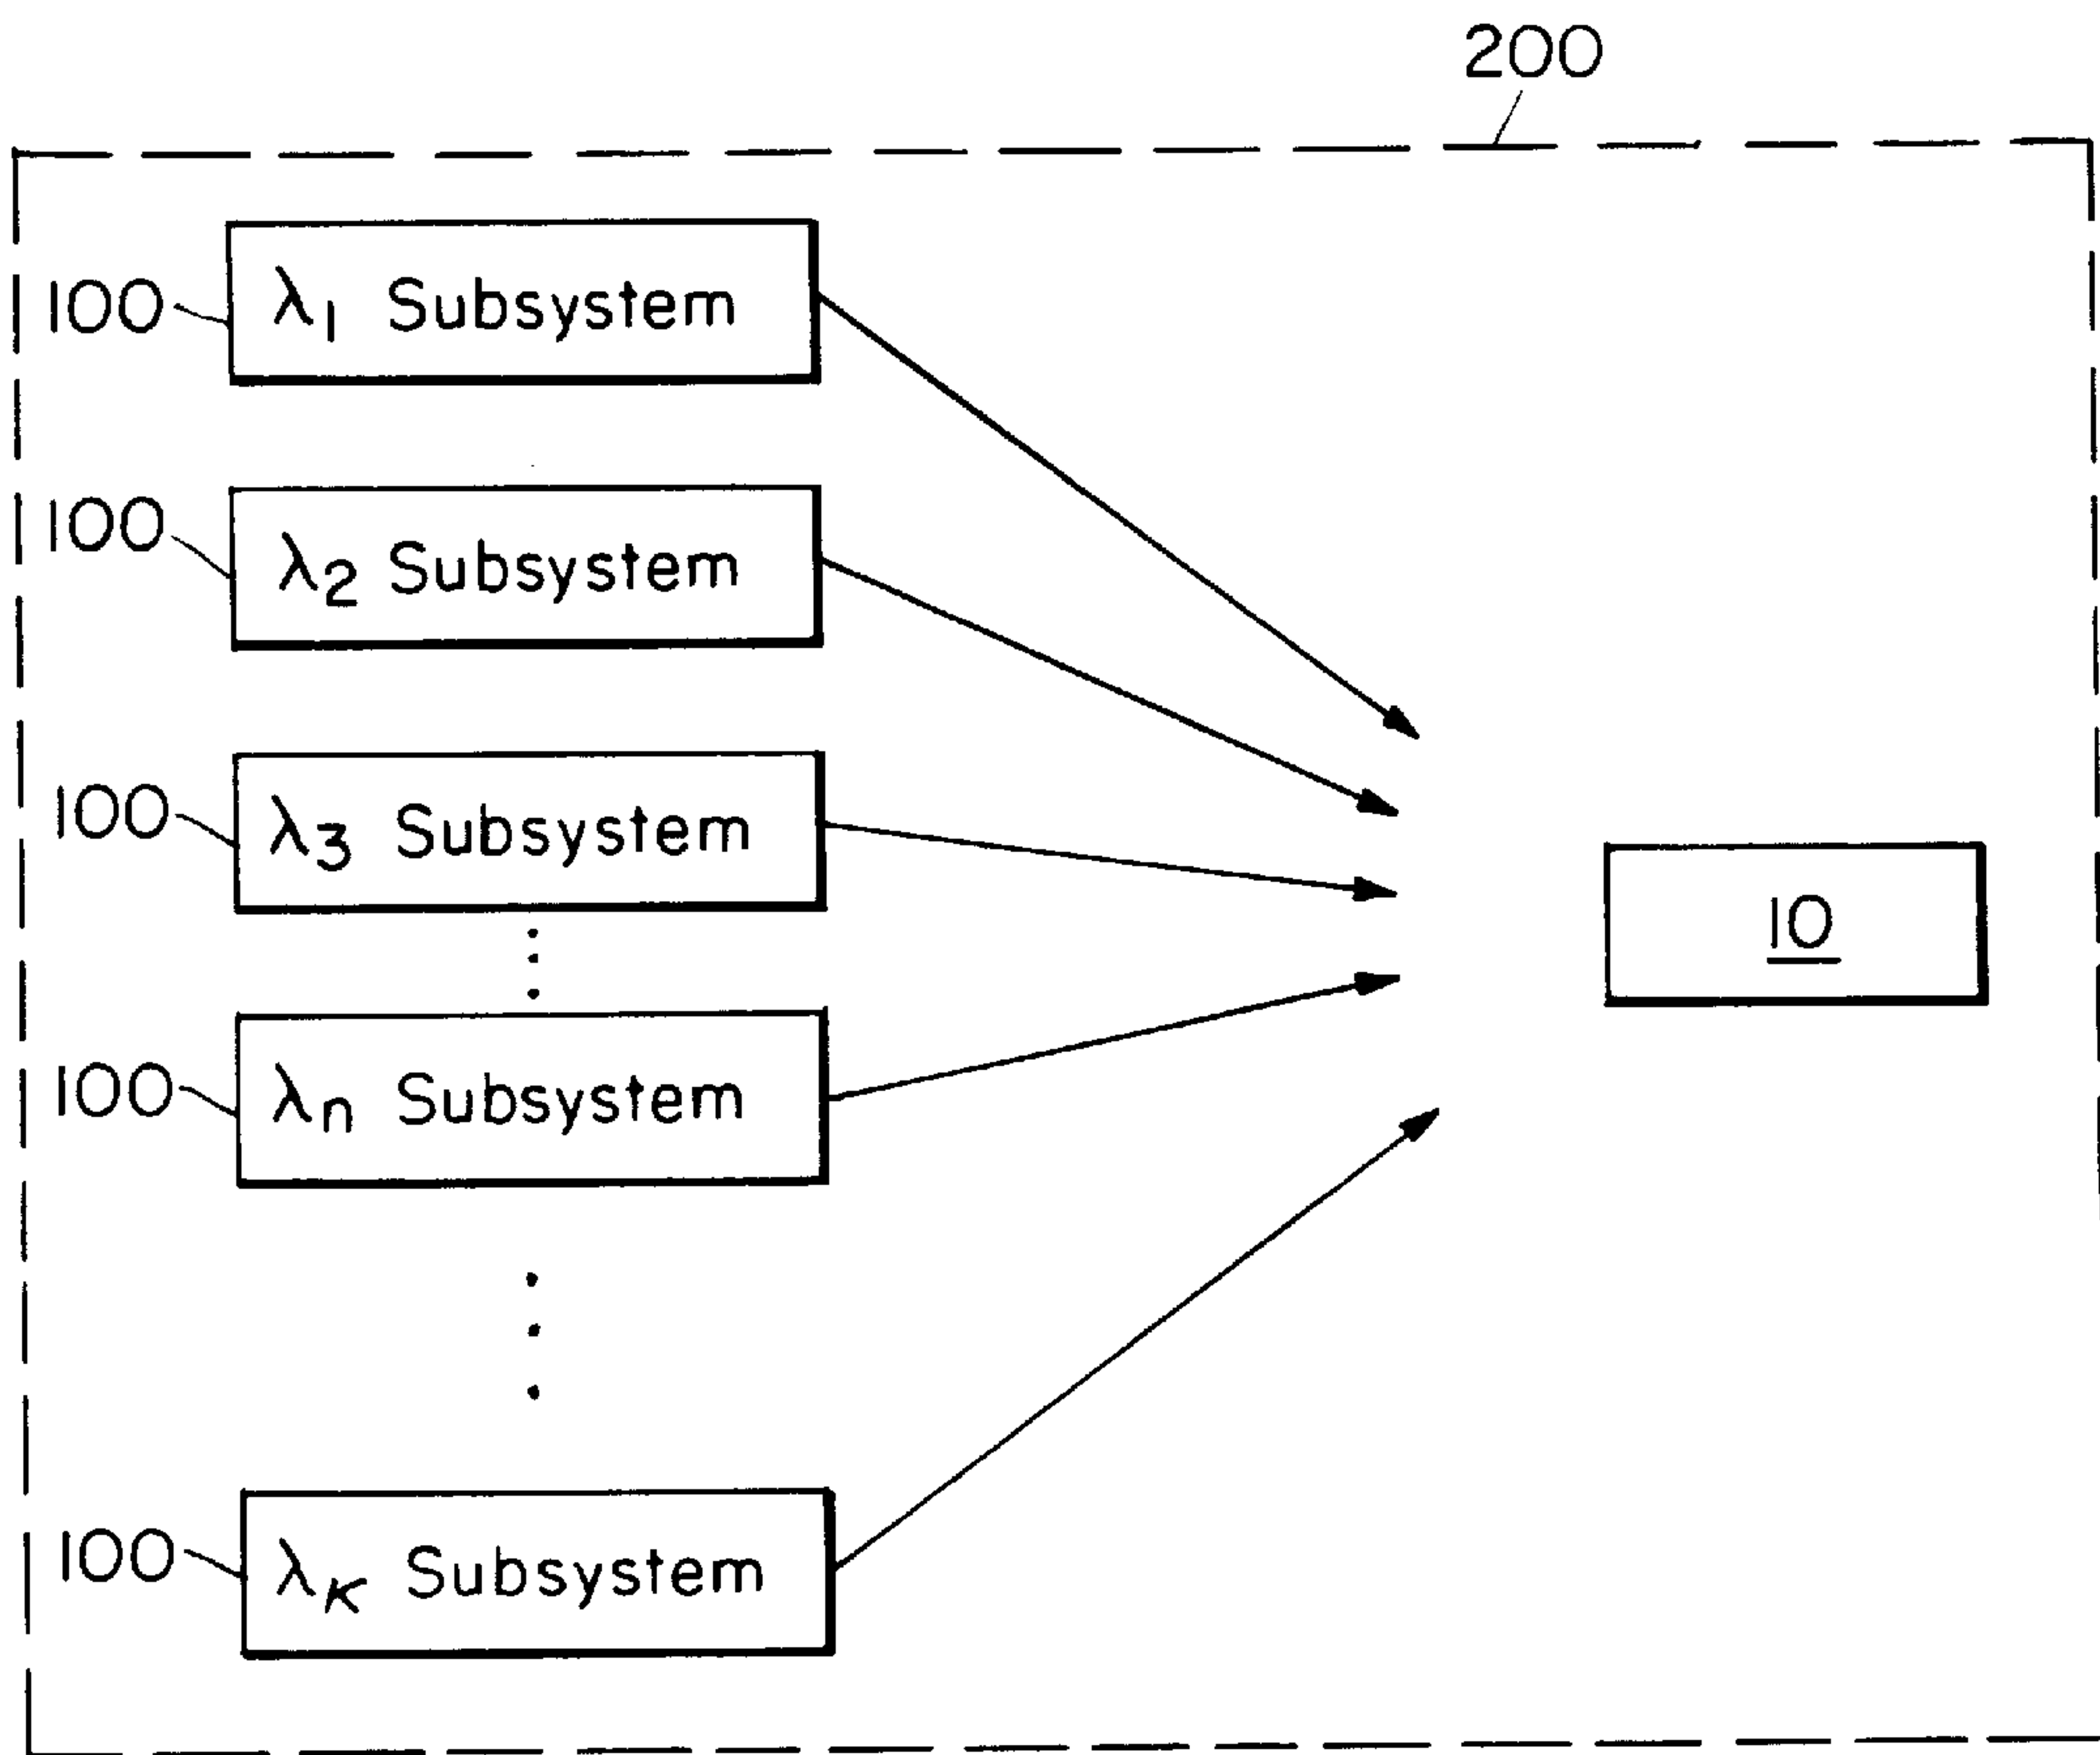 200
100 λ1 Subsystem
100 λ2 Subsystem
100 λ3 Subsystem
10
100 λn Subsystem
100 λK Subsystem